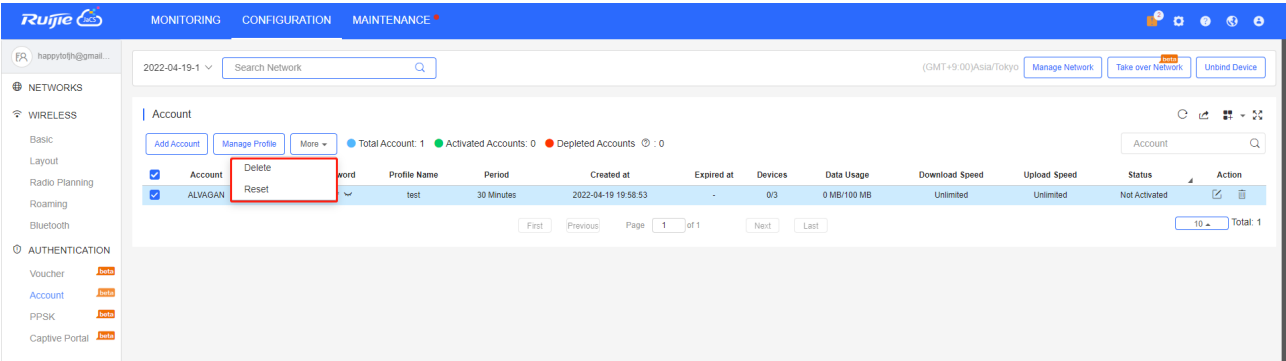 Ruijie JaCS MONITORING CONFIGURATION MAINTENANCE 2
happytofjh@gmail...
2022-04-19-1 Search Network (GMT+9:00)Asia/Tokyo Manage Network Take over Network beta Unbind Device
NETWORKS
WIRELESS
Basic
Layout
Radio Planning
Roaming
Bluetooth
AUTHENTICATION
Voucher beta
Account beta
PPSK beta
Captive Portal beta
Account
Add Account Manage Profile More Total Account: 1 Activated Accounts: 0 Depleted Accounts ? : 0 Account
Delete
Reset
Account word Profile Name Period Created at Expired at Devices Data Usage Download Speed Upload Speed Status Action
ALVAGAN test 30 Minutes 2022-04-19 19:58:53 - 0/3 0 MB/100 MB Unlimited Unlimited Not Activated
First Previous Page 1 of 1 Next Last 10 Total: 1